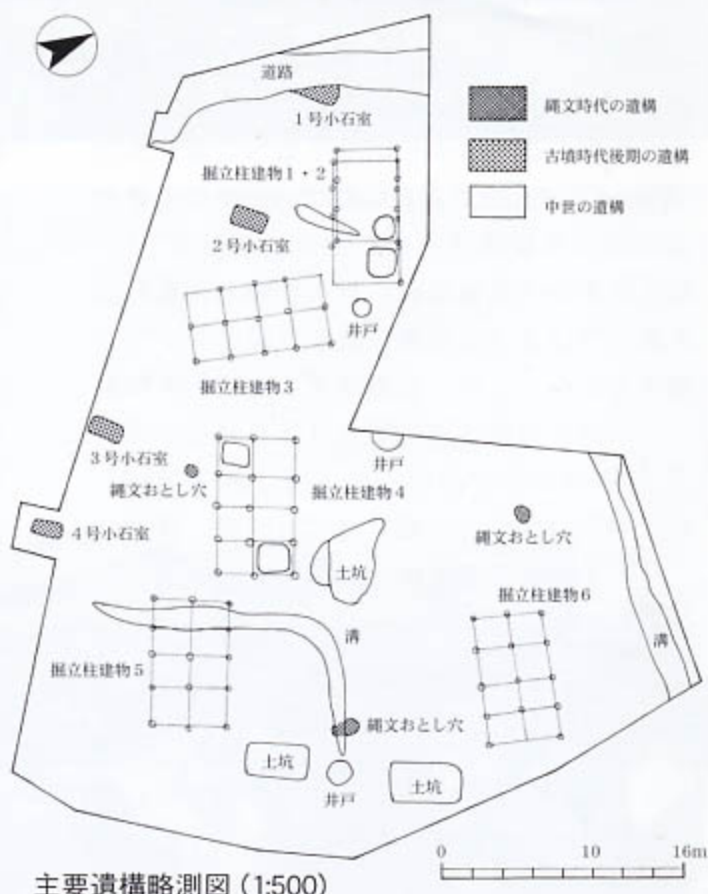 道路
1号小石室
縄文時代の遺構
古墳時代後期の遺構
中世の遺構
掘立柱建物1・2
2号小石室
井戸
掘立柱建物3
3号小石室
井戸
縄文おとし穴
掘立柱建物4
4号小石室
縄文おとし穴
土坑
掘立柱建物6
溝
溝
掘立柱建物5
縄文おとし穴
土坑
井戸
土坑
0 10 16m
主要遺構略測図（1:500）